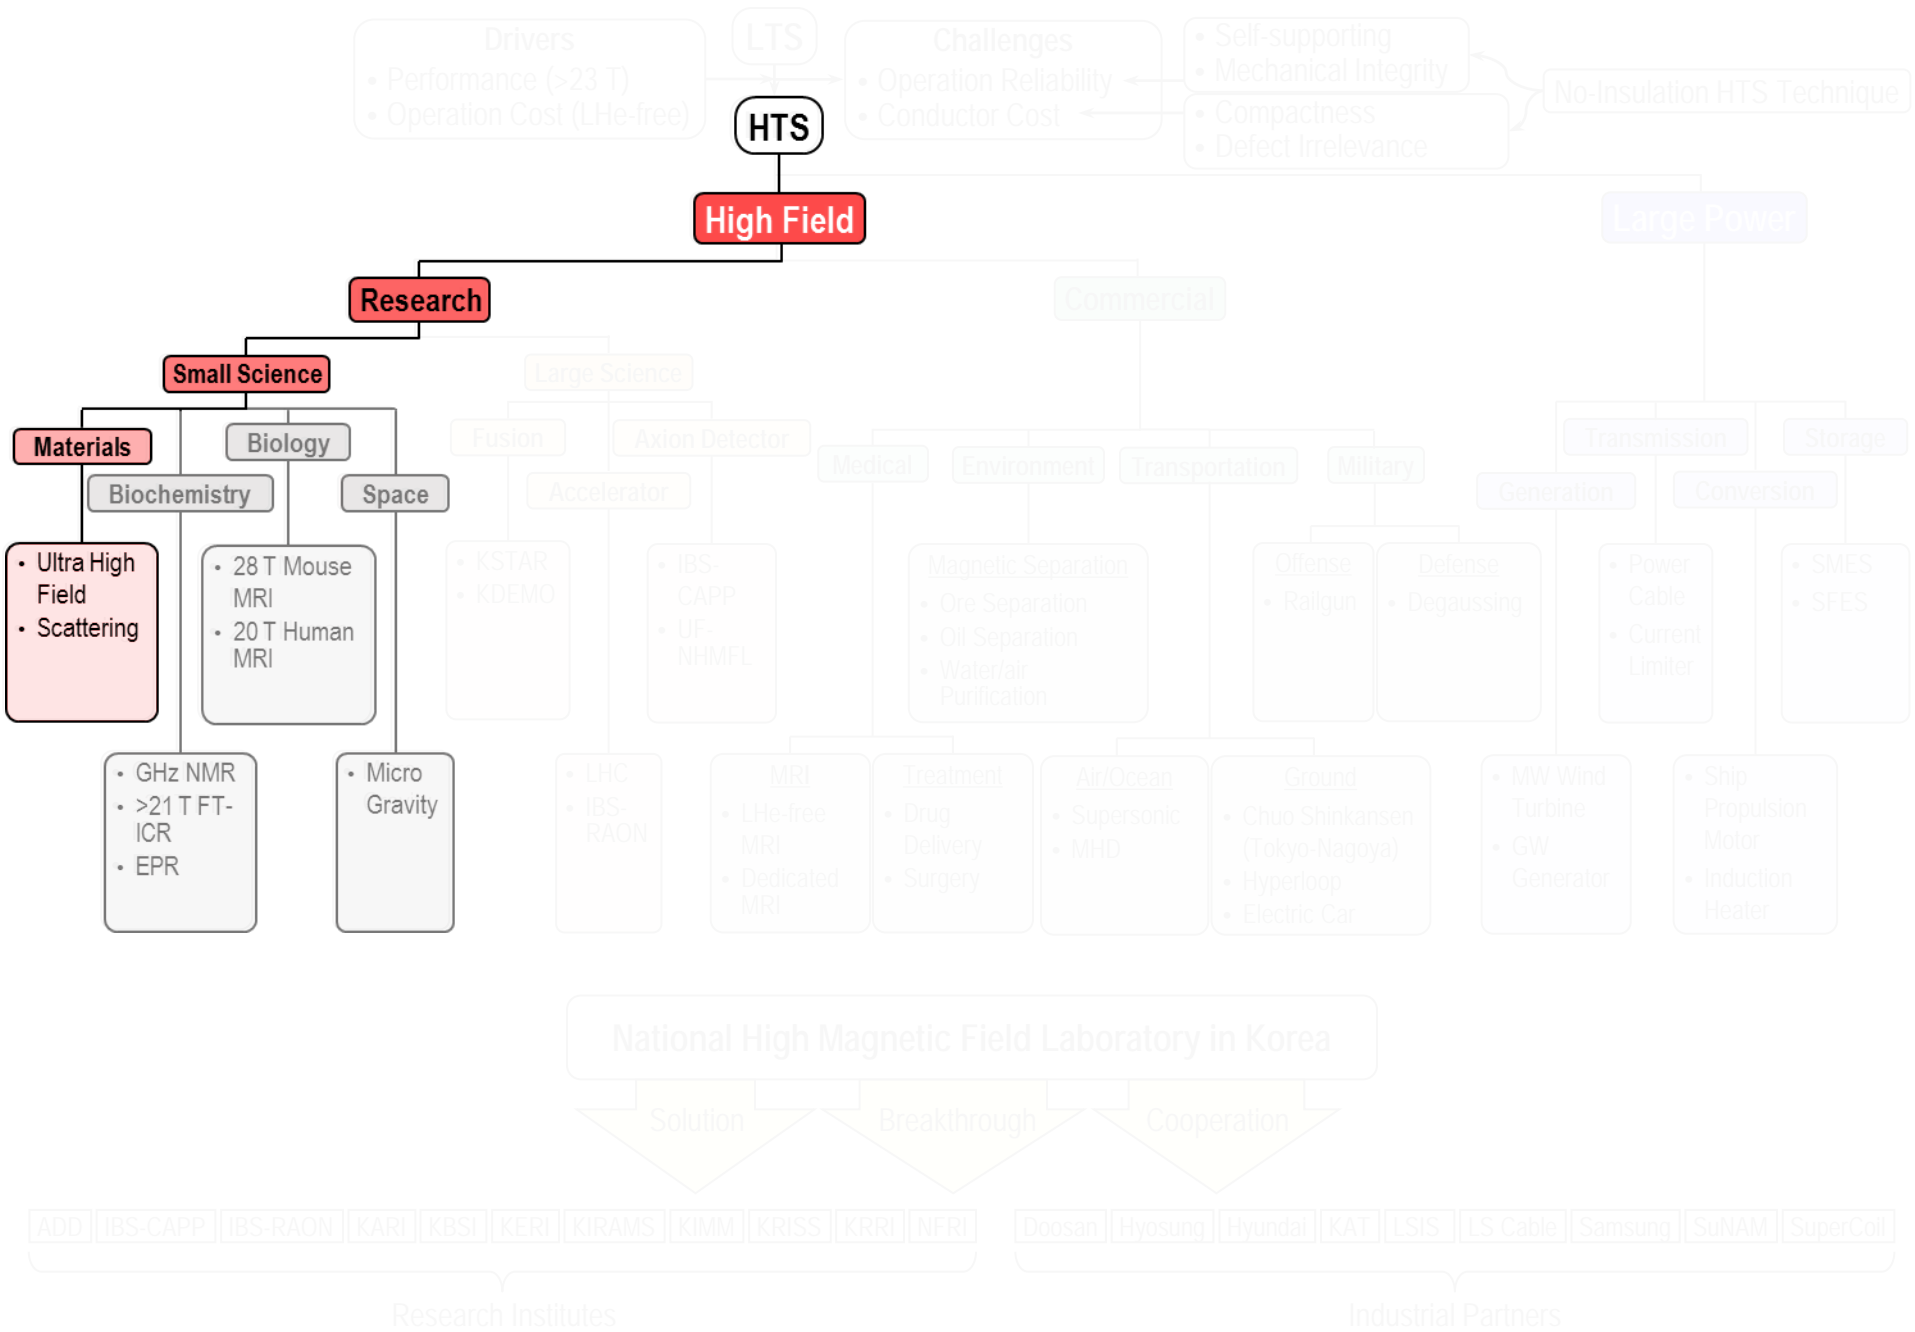 Drivers
• Performance (>23 T)
• Operation Cost (LHe-free)
LTS
HTS
Challenges
• Operation Reliability
• Conductor Cost
• Self-supporting
• Mechanical Integrity
• Compactness
• Defect Irrelevance
No-Insulation HTS Technique
High Field
Large Power
Research
Commercial
Small Science
Large Science
Materials
Biology
Biochemistry
Space
Fusion
Axion Detector
Accelerator
Medical
Environment
Transportation
Military
Transmission
Storage
Generation
Conversion
• Ultra High
Field
• Scattering
• 28 T Mouse
MRI
• 20 T Human
MRI
• KSTAR
• KDEMO
• IBS-
CAPP
• UF-
NHMFL
Magnetic Separation
• Ore Separation
• Oil Separation
• Water/air
Purification
Offense
• Railgun
Defense
• Degaussing
• Power
Cable
• Current
Limiter
• SMES
• SFES
• GHz NMR
• >21 T FT-
ICR
• EPR
• Micro
Gravity
• LHC
• IBS-
RAON
MRI
• LHe-free
MRI
• Dedicated
MRI
Treatment
• Drug
Delivery
• Surgery
Air/Ocean
• Supersonic
• MHD
Ground
• Chuo Shinkansen
(Tokyo-Nagoya)
• Hyperloop
• Electric Car
• MW Wind
Turbine
• GW
Generator
• Ship
Propulsion
Motor
• Induction
Heater
National High Magnetic Field Laboratory in Korea
Solution
Breakthrough
Cooperation
ADD IBS-CAPP IBS-RAON KARI KBSI KERI KIRAMS KIMM KRISS KRRI NFRI
Doosan Hyosung Hyundai KAT LSIS LS Cable Samsung SuNAM SuperCoil
Research Institutes
Industrial Partners